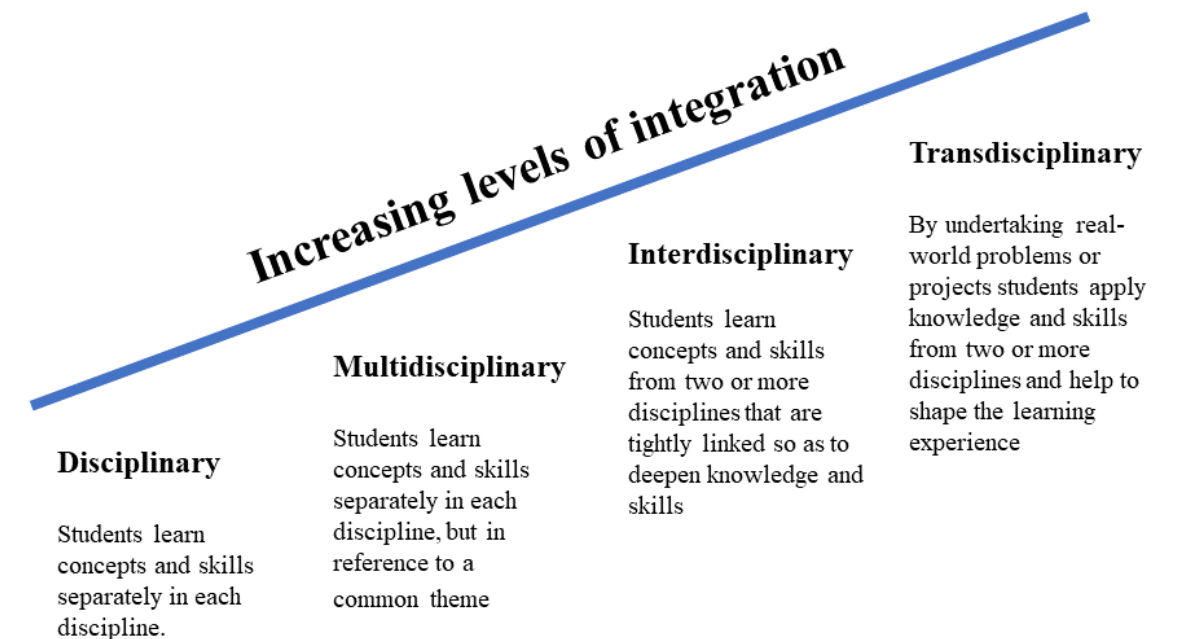 Increasing levels of integration
Disciplinary
Students learn
concepts and skills
separately in each
discipline.
Multidisciplinary
Students learn
concepts and skills
separately in each
discipline, but in
reference to a
common theme
Interdisciplinary
Students learn
concepts and skills
from two or more
disciplines that are
tightly linked so as to
deepen knowledge and
skills
Transdisciplinary
By undertaking real-
world problems or
projects students apply
knowledge and skills
from two or more
disciplines and help to
shape the learning
experience